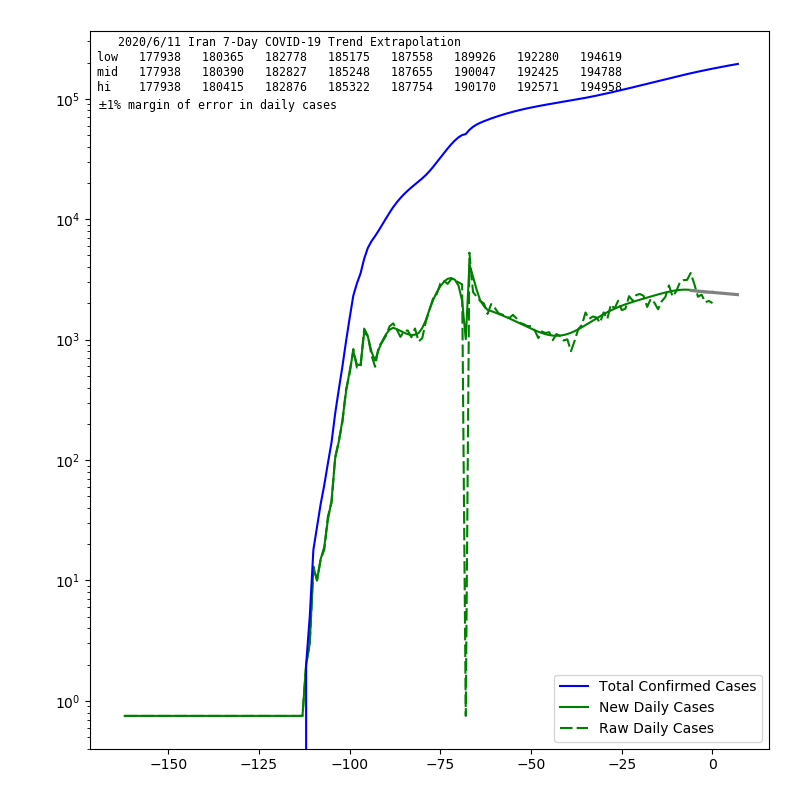 2020/6/11 Iran 7-Day COVID-19 Trend Extrapolation
low 177938 180365 182778 185175 187558 189926 192280 194619
mid 177938 180390 182827 185248 187655 190047 192425 194788
hi 177938 180415 182876 185322 187754 190170 192571 194958
±1% margin of error in daily cases
10⁵
10⁴
10³
10²
10¹
10⁰
Total Confirmed Cases
New Daily Cases
Raw Daily Cases
−150 −125 −100 −75 −50 −25 0